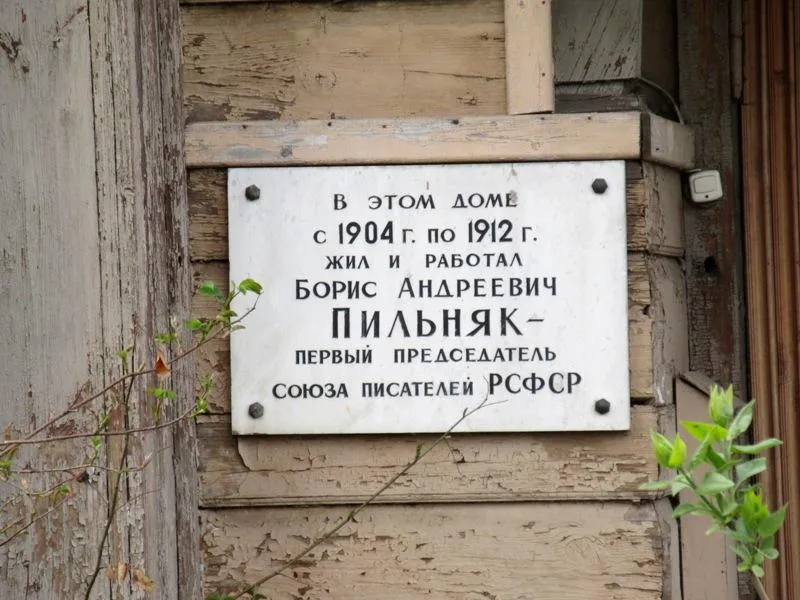 В ЭТОМ ДОМЕ
С 1904 Г. ПО 1912 Г.
ЖИЛ И РАБОТАЛ
БОРИС АНДРЕЕВИЧ
ПИЛЬНЯК-
ПЕРВЫЙ ПРЕДСЕДАТЕЛЬ
СОЮЗА ПИСАТЕЛЕЙ РСФСР